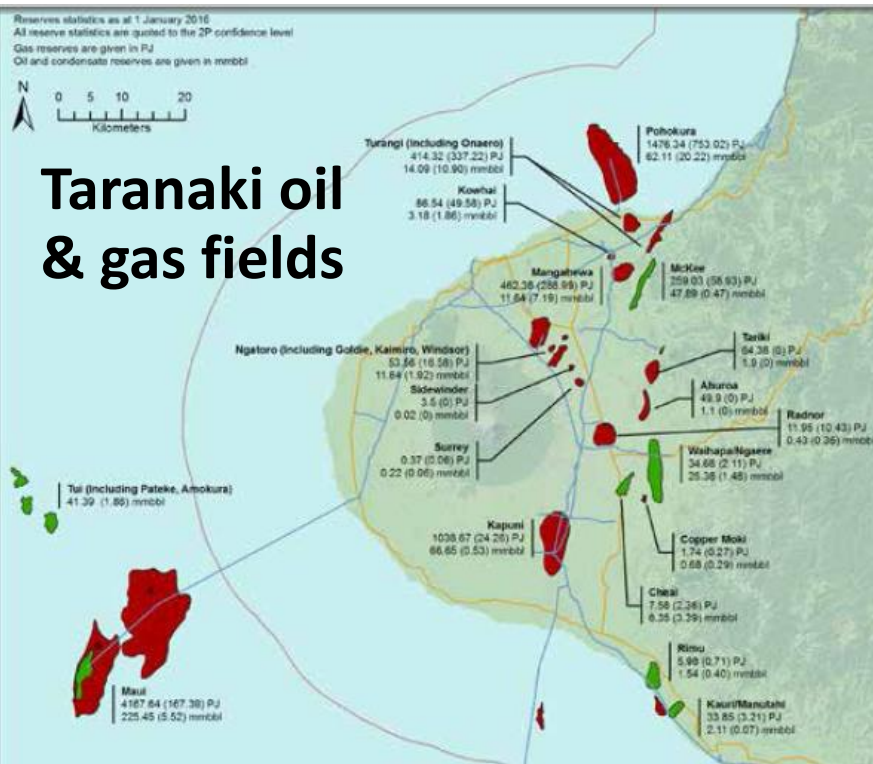 Reserves statistics as at 1 January 2016
All reserve statistics are quoted to the 2P confidence level
Gas reserves are given in PJ
Oil and condensate reserves are given in mmbbl
N
0 5 10 20
Kilometers
Taranaki oil
& gas fields
Pohokura
1476.34 (753.02) PJ
62.11 (20.22) mmbbl
Turangi (including Onaero)
414.32 (337.22) PJ
14.09 (10.90) mmbbl
Kowhai
86.54 (49.58) PJ
3.18 (1.86) mmbbl
Mangahewa
462.38 (288.99) PJ
11.64 (7.19) mmbbl
McKee
259.03 (58.93) PJ
47.89 (0.47) mmbbl
Ngatoro (including Goldie, Kaimiro, Windsor)
53.56 (16.58) PJ
11.64 (1.92) mmbbl
Sidewinder
3.5 (0) PJ
0.02 (0) mmbbl
Surrey
0.37 (0.06) PJ
0.22 (0.06) mmbbl
Tariki
64.36 (0) PJ
1.9 (0) mmbbl
Ahuroa
49.9 (0) PJ
1.1 (0) mmbbl
Radnor
11.95 (10.43) PJ
0.43 (0.36) mmbbl
Waihapa/Ngaere
34.66 (2.11) PJ
25.36 (1.48) mmbbl
Tui (including Pateke, Amokura)
41.39 (1.88) mmbbl
Kapuni
1038.67 (24.26) PJ
66.65 (0.53) mmbbl
Copper Moki
1.74 (0.27) PJ
0.68 (0.29) mmbbl
Cheal
7.56 (2.36) PJ
6.35 (3.39) mmbbl
Maui
4167.64 (167.39) PJ
225.45 (5.52) mmbbl
Rimu
5.98 (0.71) PJ
1.54 (0.40) mmbbl
Kauri/Manutahi
33.85 (3.21) PJ
2.11 (0.07) mmbbl